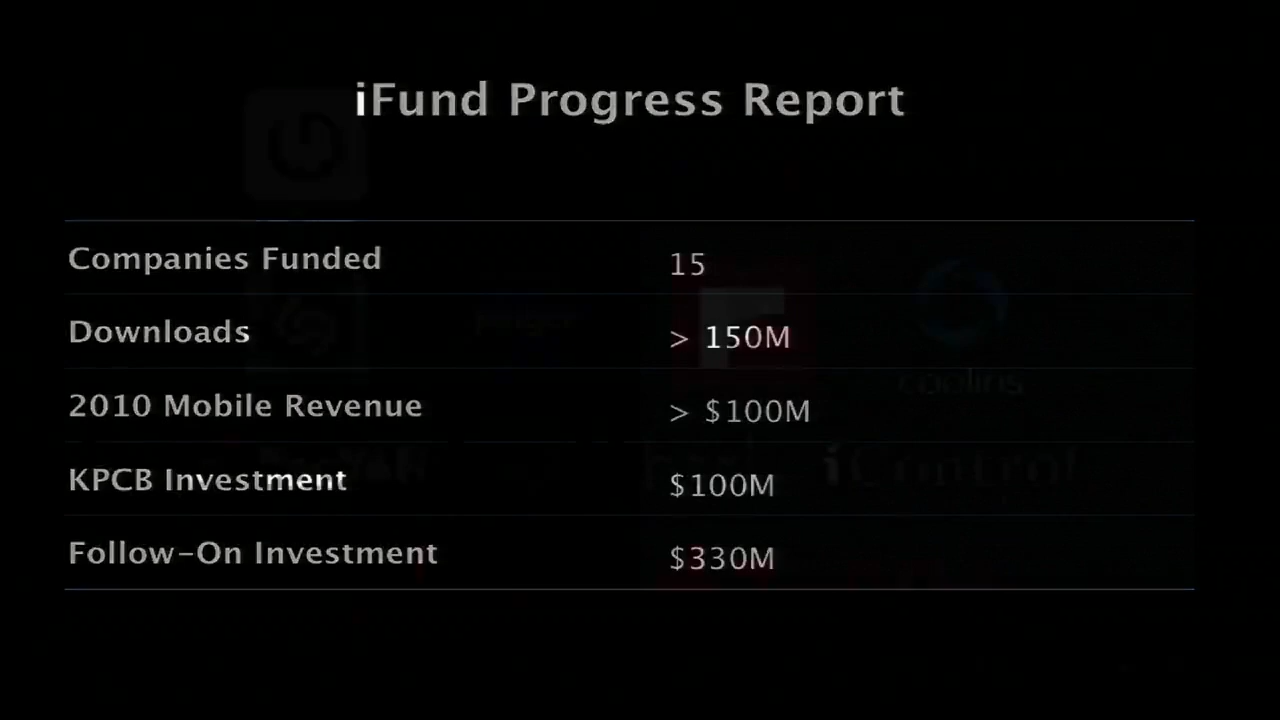 iFund Progress Report
Companies Funded 15
Downloads > 150M
2010 Mobile Revenue > $100M
KPCB Investment $100M
Follow-On Investment $330M
iControl